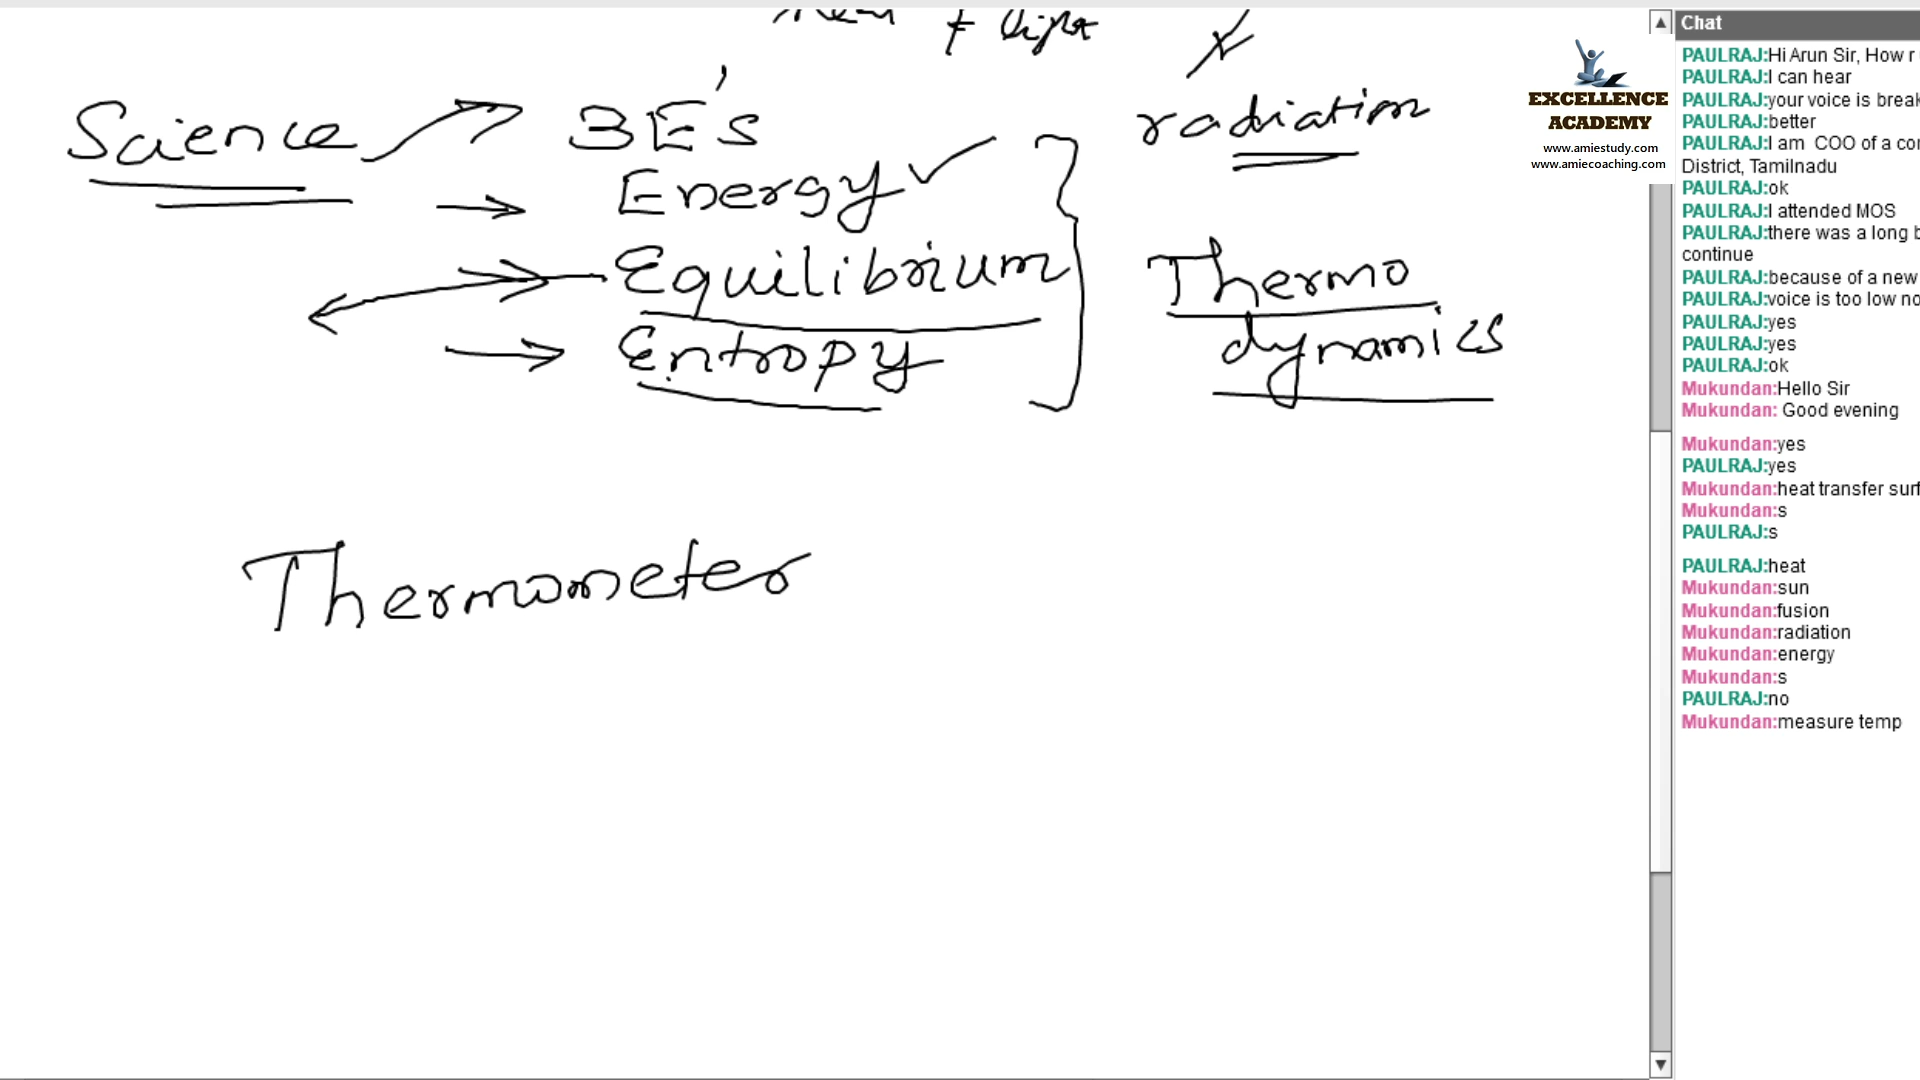 Light
Science 3E's radiation
Energy
Equilibrium Thermo
dynamics
Entropy
Thermometer
EXCELLENCE
ACADEMY
www.amiestudy.com
www.amiecoaching.com
Chat
PAULRAJ:Hi Arun Sir, How r
PAULRAJ:I can hear
PAULRAJ:your voice is break
PAULRAJ:better
PAULRAJ:I am COO of a co
District, Tamilnadu
PAULRAJ:ok
PAULRAJ:I attended MOS
PAULRAJ:there was a long b
continue
PAULRAJ:because of a new
PAULRAJ:voice is too low no
PAULRAJ:yes
PAULRAJ:yes
PAULRAJ:ok
Mukundan:Hello Sir
Mukundan: Good evening
Mukundan:yes
PAULRAJ:yes
Mukundan:heat transfer surf
Mukundan:s
PAULRAJ:s
PAULRAJ:heat
Mukundan:sun
Mukundan:fusion
Mukundan:radiation
Mukundan:energy
Mukundan:s
PAULRAJ:no
Mukundan:measure temp